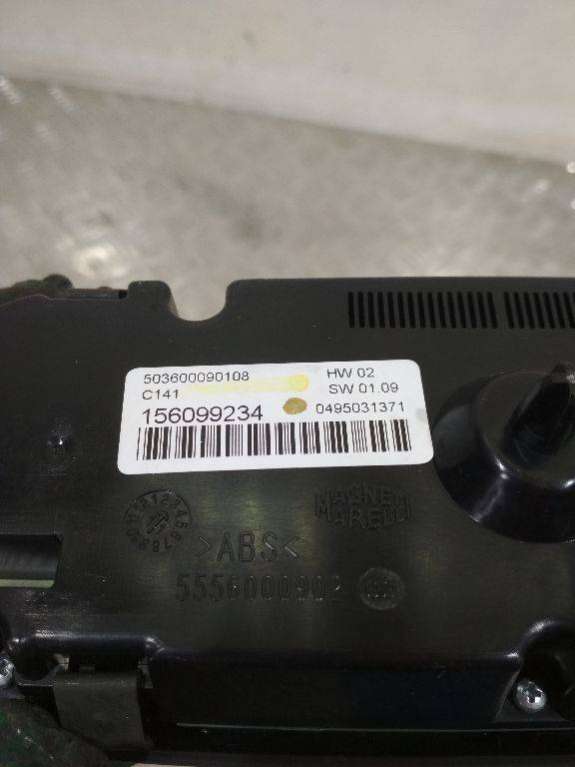 503600090108
HW 02
C141
SW 01.09
156099234
0495031371
MAGNETI
MARELLI
>ABS<
5556000902